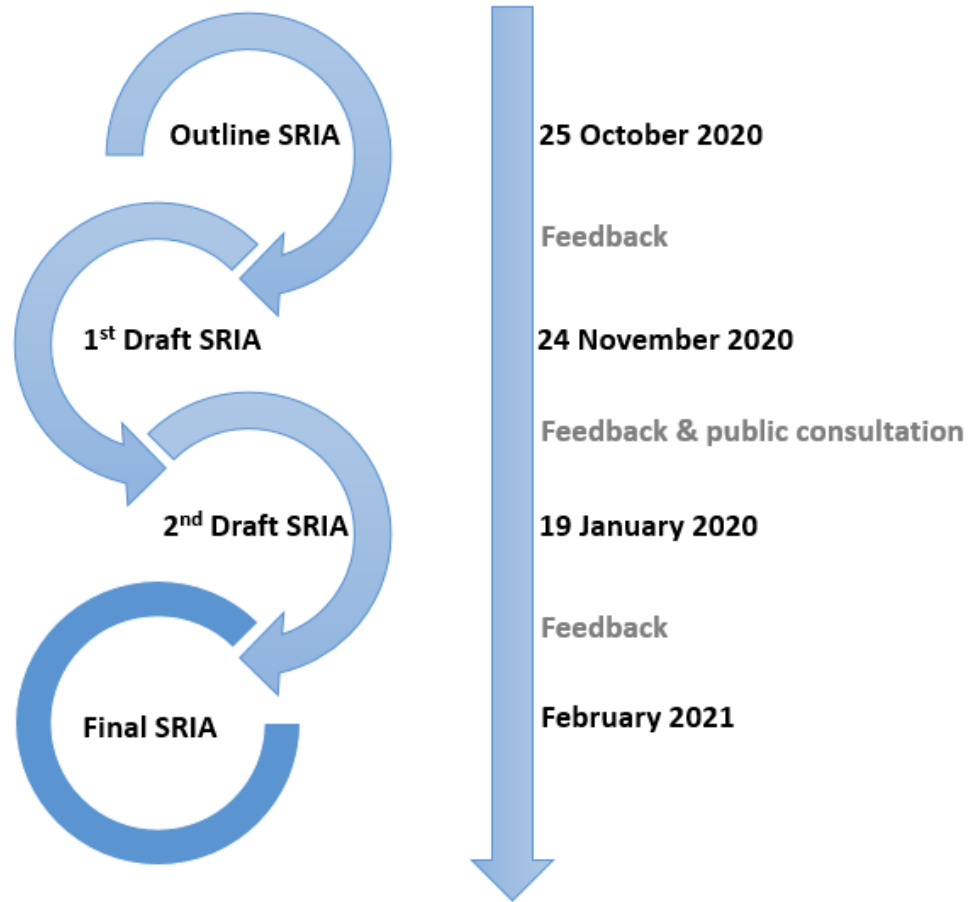 Outline SRIA
25 October 2020
Feedback
1st Draft SRIA
24 November 2020
Feedback & public consultation
2nd Draft SRIA
19 January 2020
Feedback
Final SRIA
February 2021